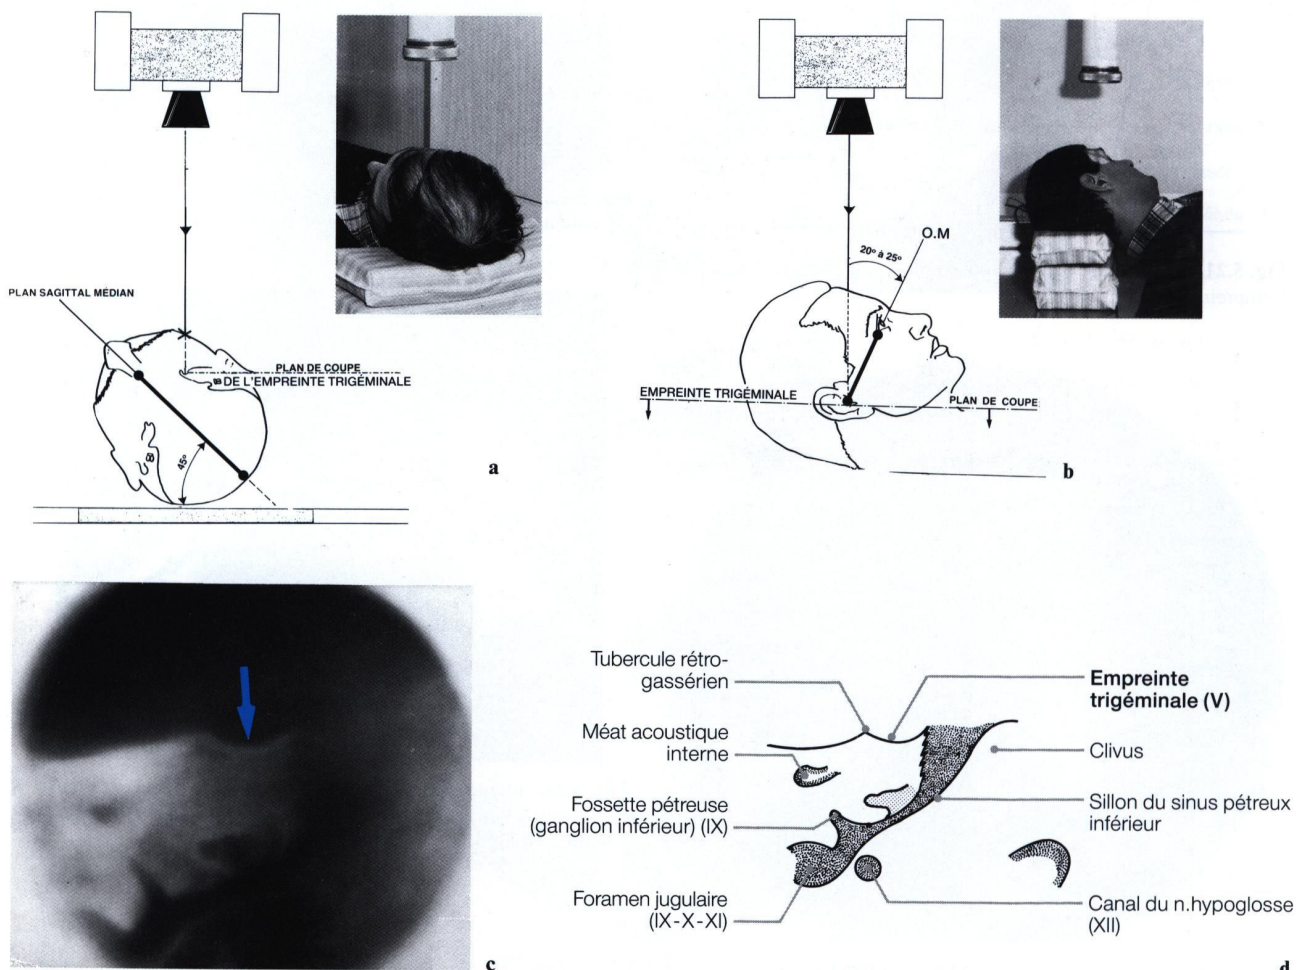 PLAN SAGITTAL MÉDIAN
PLAN DE COUPE
DE L'EMPREINTE TRIGÉMINALE
45°
a
20° à 25°
O.M
EMPREINTE TRIGÉMINALE
PLAN DE COUPE
b
c
Tubercule rétro-
gassérien
Méat acoustique
interne
Fossette pétreuse
(ganglion inférieur) (IX)
Foramen jugulaire
(IX-X-XI)
Empreinte
trigéminale (V)
Clivus
Sillon du sinus pétreux
inférieur
Canal du n.hypoglosse
(XII)
d